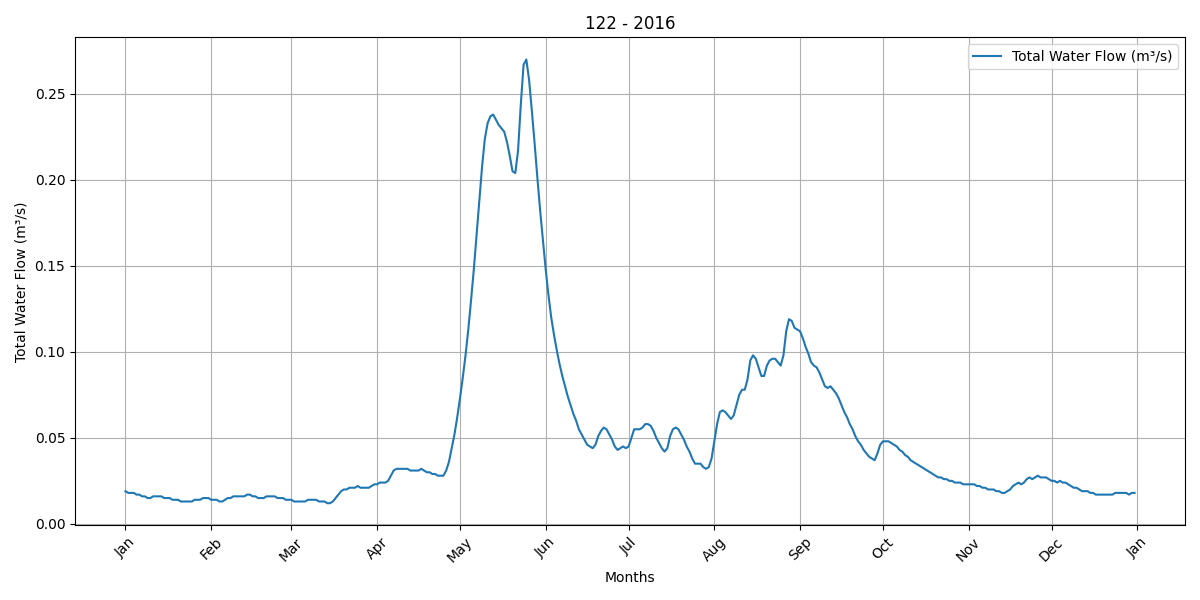 122 - 2016
Total Water Flow (m³/s)
Total Water Flow (m³/s)
0.25
0.20
0.15
0.10
0.05
0.00
Jan
Feb
Mar
Apr
May
Jun
Jul
Aug
Sep
Oct
Nov
Dec
Jan
Months